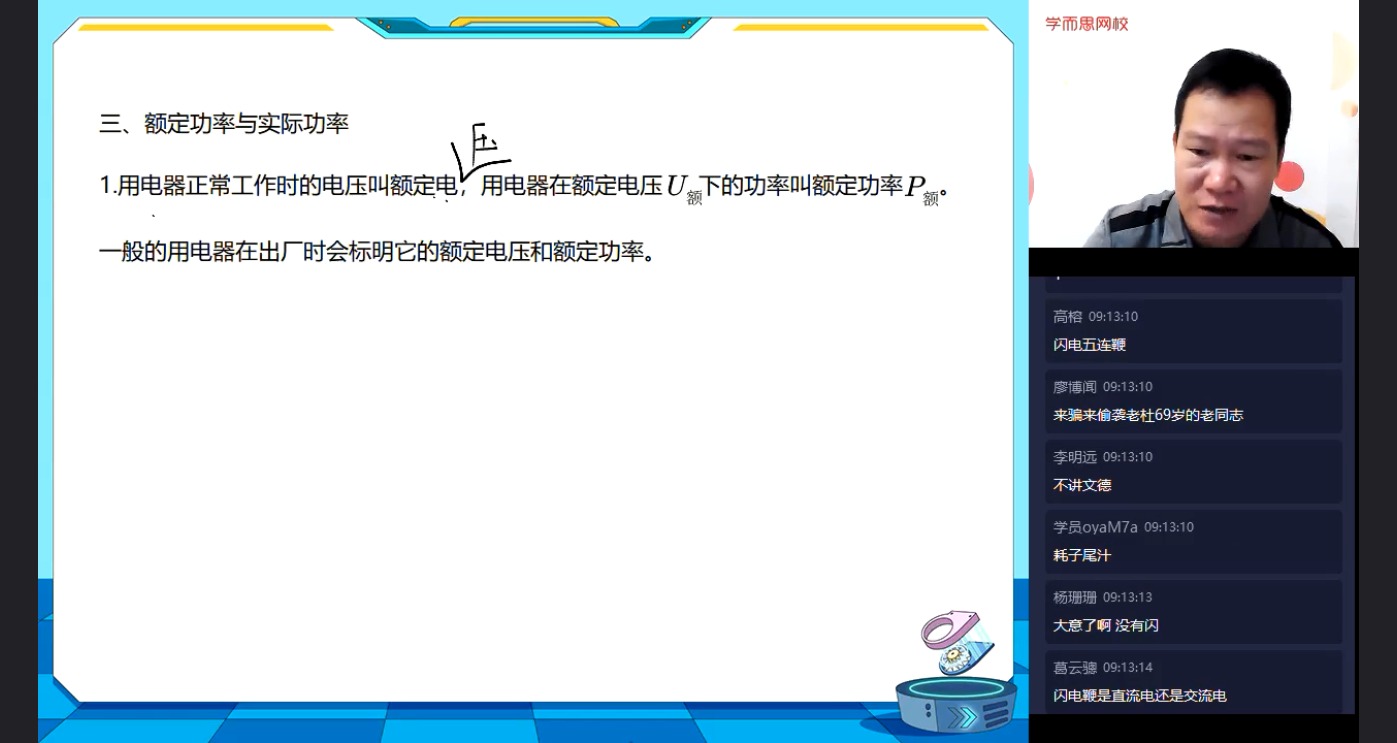 学而思网校
三、额定功率与实际功率
压
1.用电器正常工作时的电压叫额定电，用电器在额定电压U额下的功率叫额定功率P额。
一般的用电器在出厂时会标明它的额定电压和额定功率。
高榕 09:13:10
闪电五连鞭
廖博闻 09:13:10
来骗来偷袭老杜69岁的老同志
李明远 09:13:10
不讲文德
学员oyaM7a 09:13:10
耗子尾汁
杨珊珊 09:13:13
大意了啊 没有闪
葛云骢 09:13:14
闪电鞭是直流电还是交流电